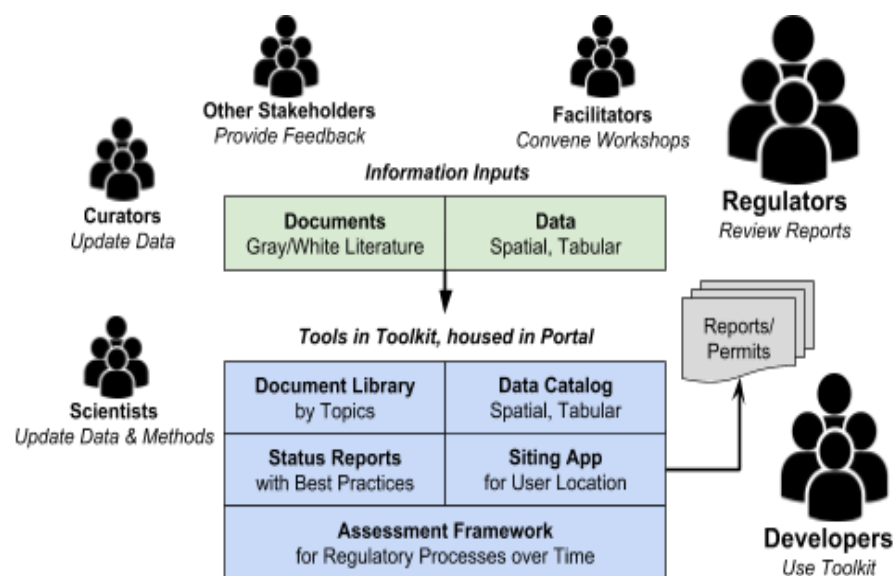 Other Stakeholders
Provide Feedback
Facilitators
Convene Workshops
Regulators
Review Reports
Curators
Update Data
Information Inputs
Documents
Gray/White Literature
Data
Spatial, Tabular
Tools in Toolkit, housed in Portal
Reports/
Permits
Scientists
Update Data & Methods
Document Library
by Topics
Data Catalog
Spatial, Tabular
Status Reports
with Best Practices
Siting App
for User Location
Assessment Framework
for Regulatory Processes over Time
Developers
Use Toolkit